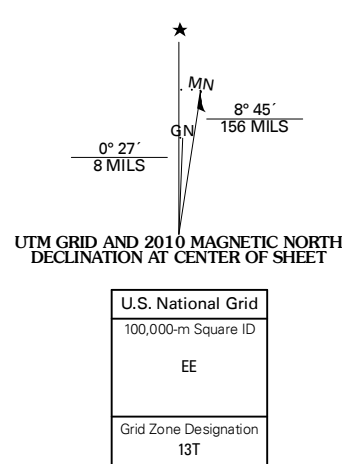 ★
MN
8° 45´
156 MILS
GN
0° 27´
8 MILS
UTM GRID AND 2010 MAGNETIC NORTH
DECLINATION AT CENTER OF SHEET
U.S. National Grid
100,000-m Square ID
EE
Grid Zone Designation
13T